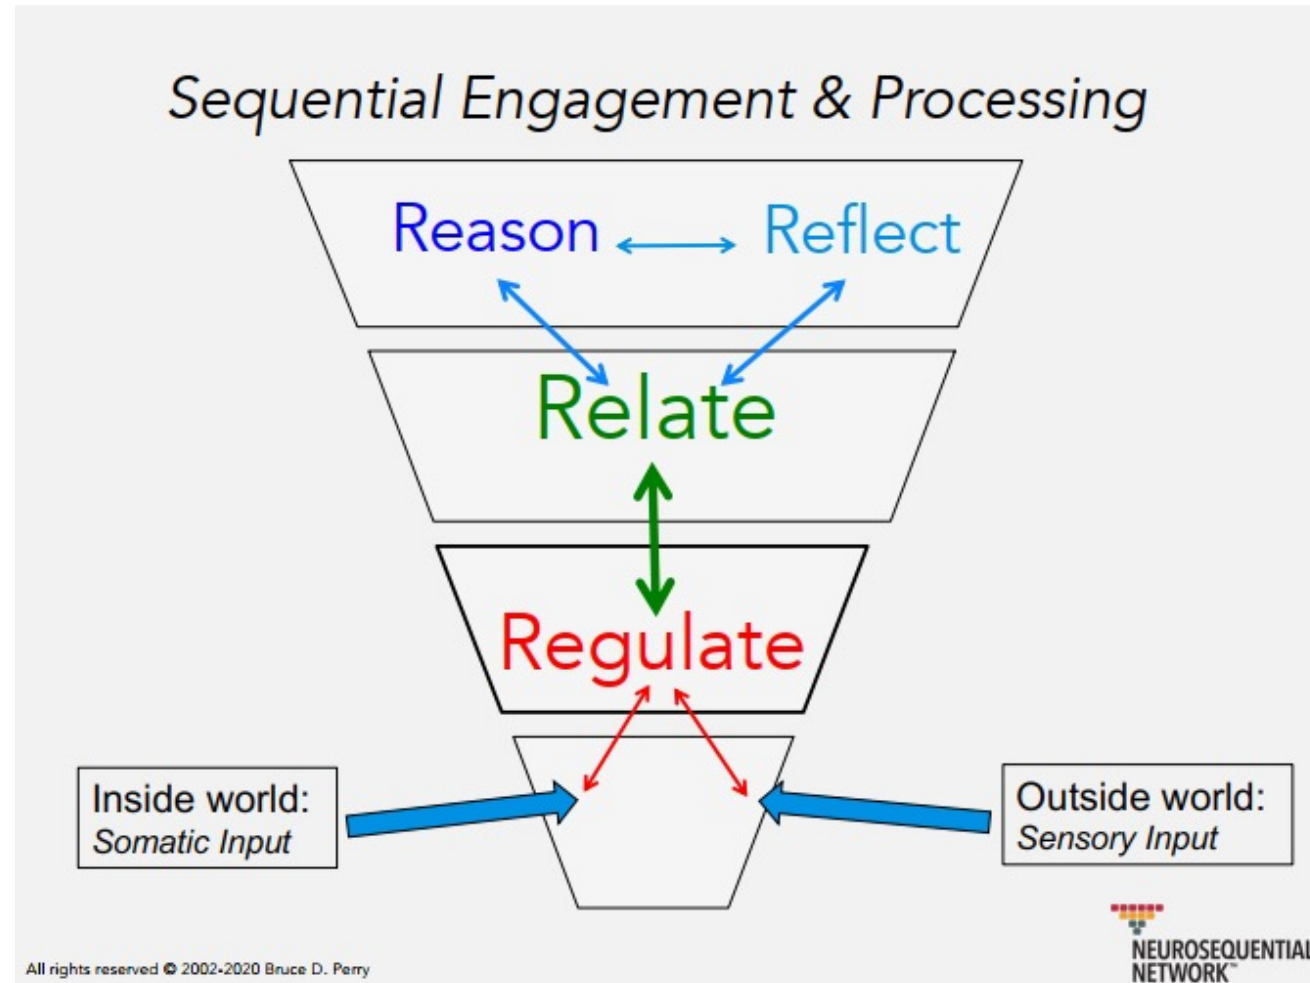 Sequential Engagement & Processing
Reason
Reflect
Relate
Regulate
Inside world:
Somatic Input
Outside world:
Sensory Input
All rights reserved © 2002-2020 Bruce D. Perry
NEUROSEQUENTIAL
NETWORK™